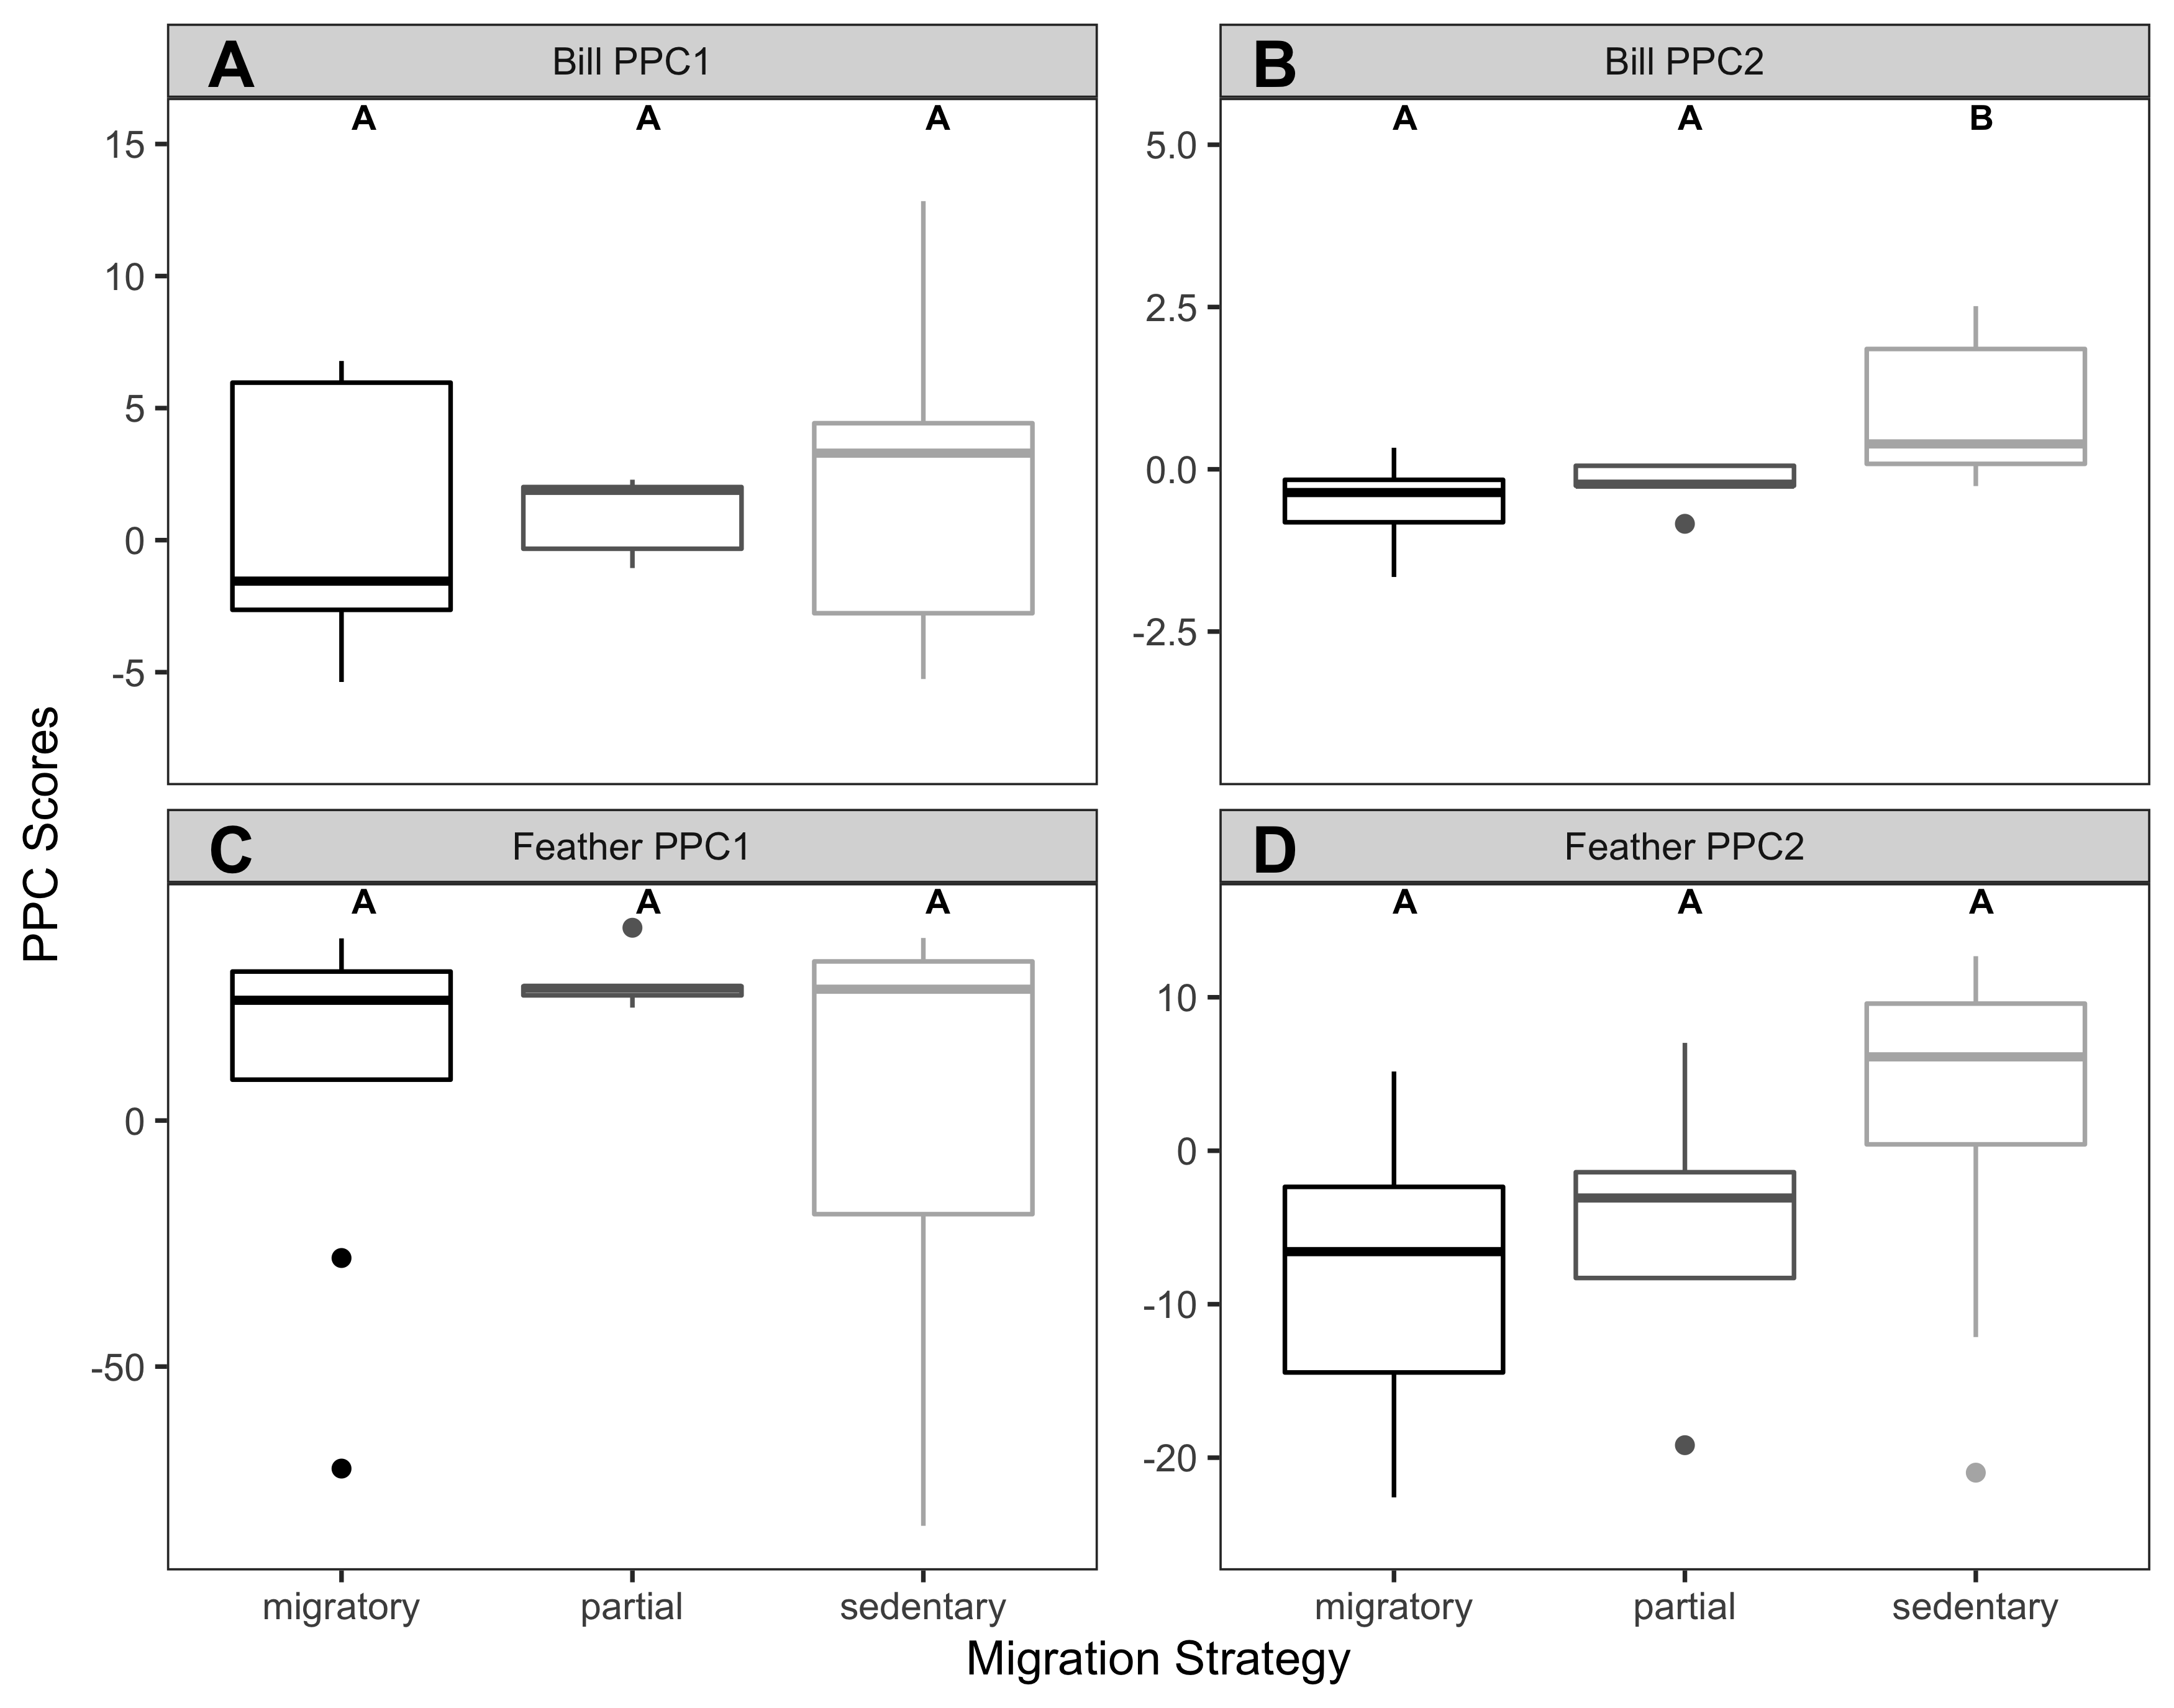 A Bill PPC1
B Bill PPC2
A A A
A A B
15
10
5
0
-5
5.0
2.5
0.0
-2.5
PPC Scores
C Feather PPC1
D Feather PPC2
A A A
A A A
0
-50
10
0
-10
-20
migratory partial sedentary
migratory partial sedentary
Migration Strategy